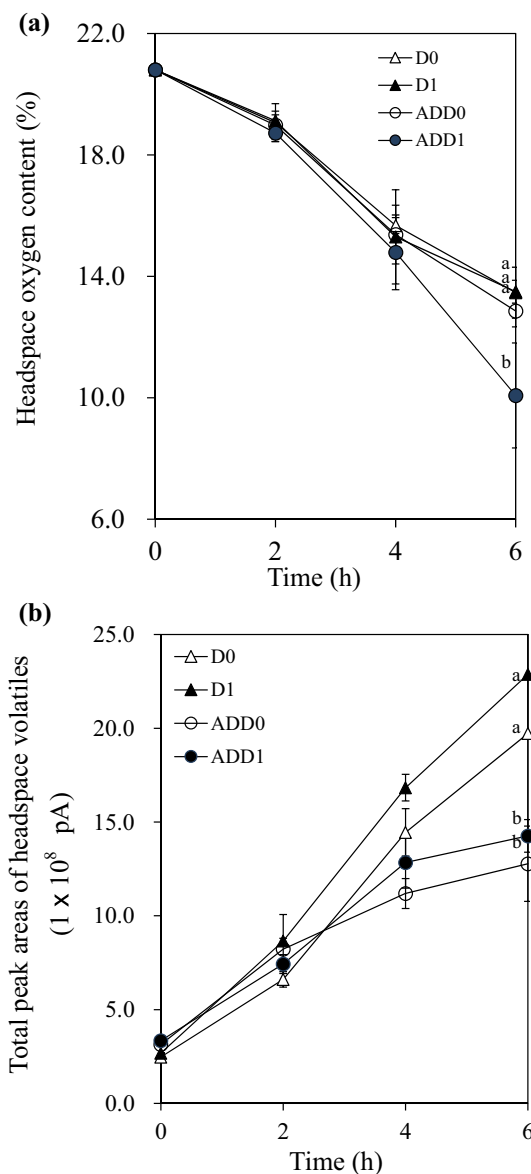 (a)
22.0
18.0
14.0
10.0
6.0
Headspace oxygen content (%)
D0
D1
ADD0
ADD1
a
a
a
b
0
2
4
6
Time (h)
(b)
25.0
20.0
15.0
10.0
5.0
0.0
Total peak areas of headspace volatiles
(1 x 10⁸ pA)
D0
D1
ADD0
ADD1
a
a
b
b
0
2
4
6
Time (h)